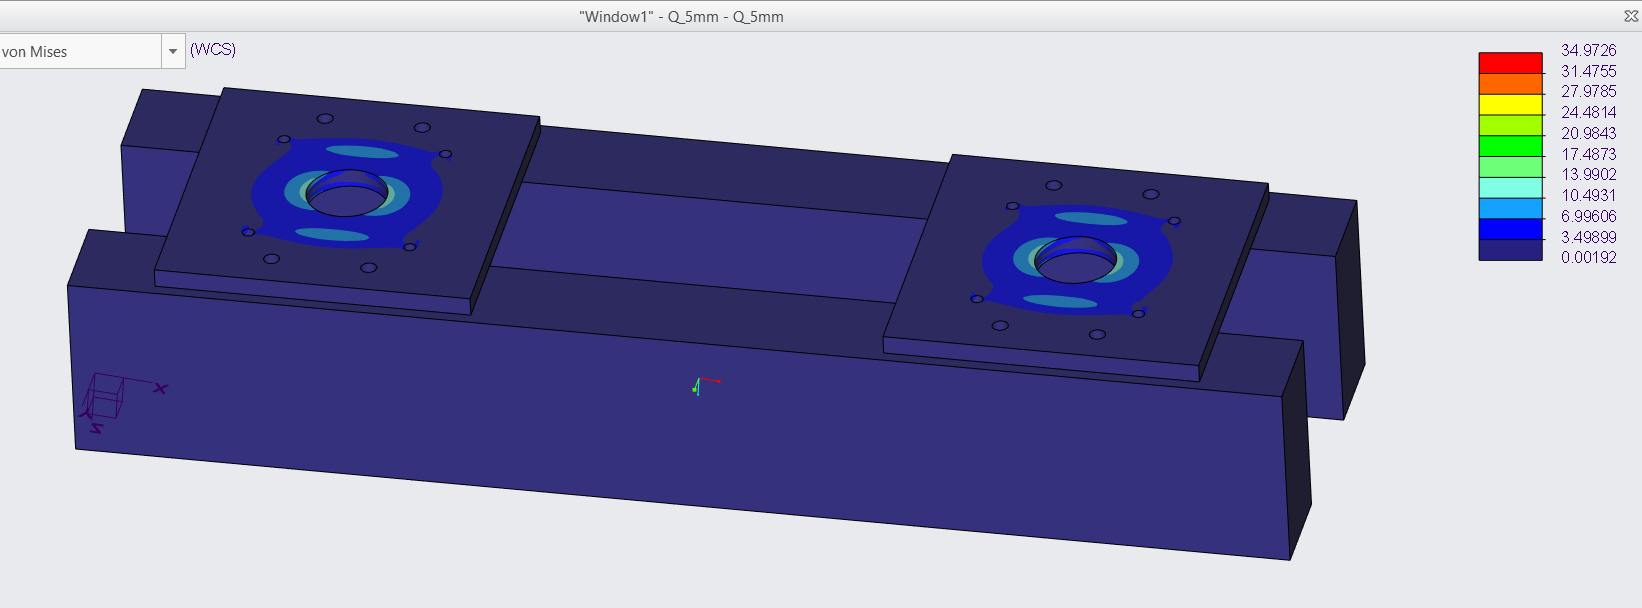 "Window1" - Q_5mm - Q_5mm
von Mises
(WCS)
34.9726
31.4755
27.9785
24.4814
20.9843
17.4873
13.9902
10.4931
6.99606
3.49899
0.00192
X
Y
Z